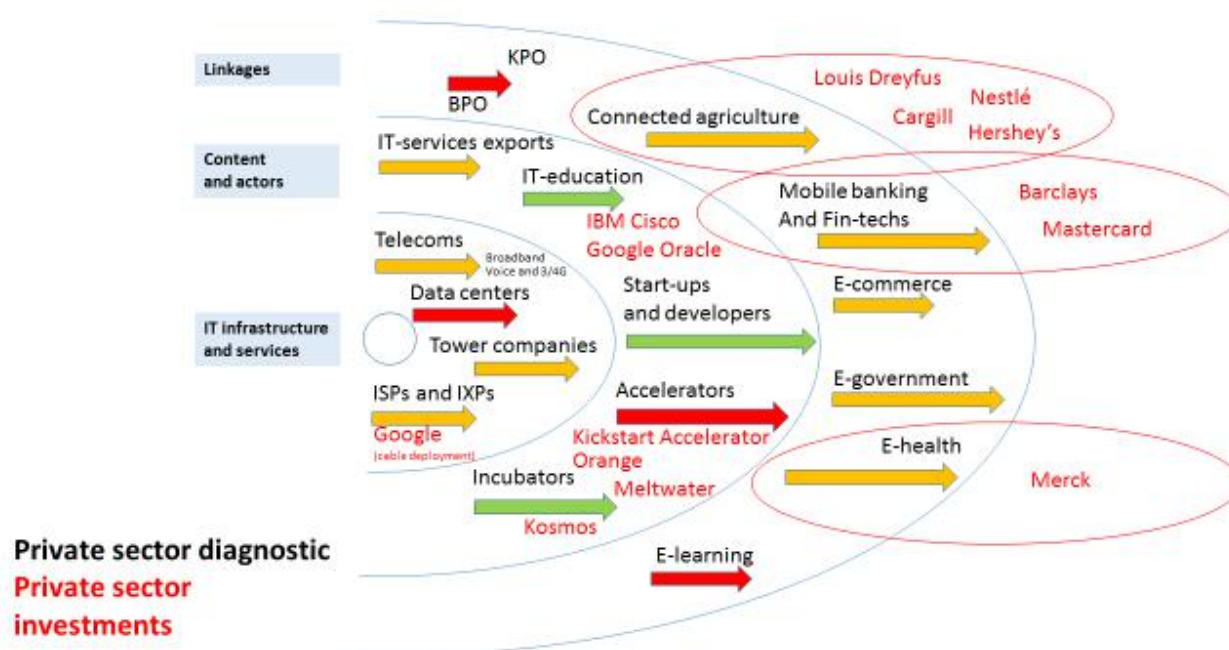 Linkages
KPO
BPO
Louis Dreyfus
Nestlé
Cargill
Hershey's
Connected agriculture
Content
and actors
IT-services exports
IT-education
IBM Cisco
Google Oracle
Mobile banking
And Fin-techs
Barclays
Mastercard
Telecoms
Broadband
Voice and 3/4G
Data centers
Start-ups
and developers
E-commerce
IT infrastructure
and services
Tower companies
ISPs and IXPs
Google
(cable deployment)
Accelerators
Kickstart Accelerator
Orange
Meltwater
E-government
E-health
Merck
Incubators
Kosmos
E-learning
Private sector diagnostic
Private sector
investments